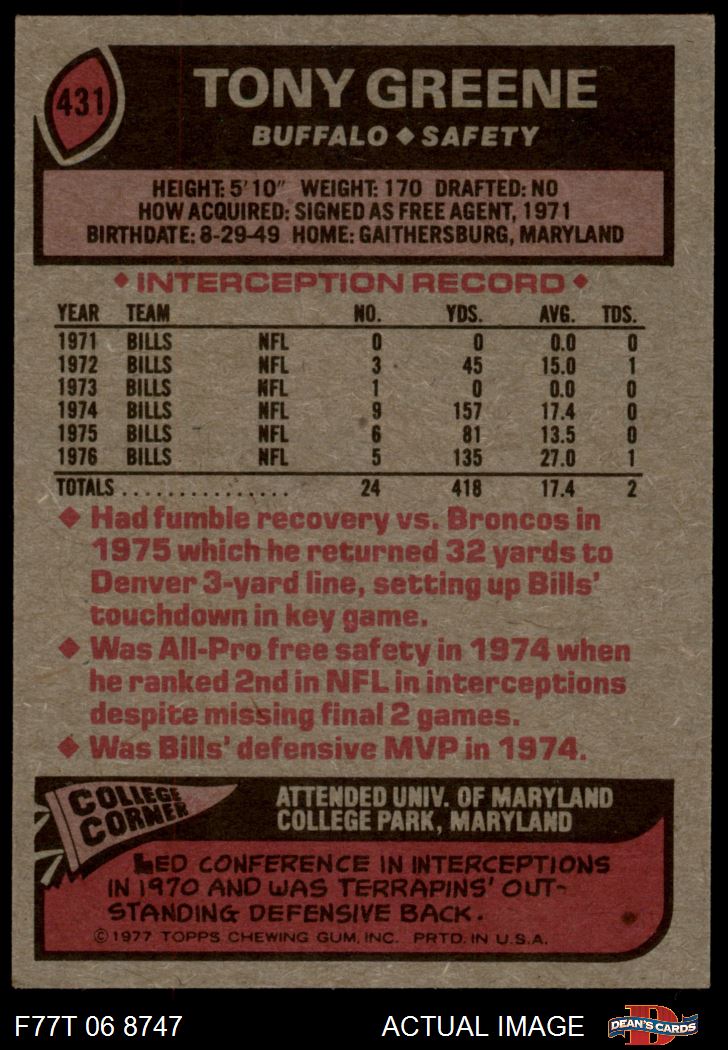 431
TONY GREENE
BUFFALO ◆ SAFETY
HEIGHT: 5'10" WEIGHT: 170 DRAFTED: NO
HOW ACQUIRED: SIGNED AS FREE AGENT, 1971
BIRTHDATE: 8-29-49 HOME: GAITHERSBURG, MARYLAND
◆ INTERCEPTION RECORD ◆
YEAR TEAM NO. YDS. AVG. TDS.
1971 BILLS NFL 0 0 0.0 0
1972 BILLS NFL 3 45 15.0 1
1973 BILLS NFL 1 0 0.0 0
1974 BILLS NFL 9 157 17.4 0
1975 BILLS NFL 6 81 13.5 0
1976 BILLS NFL 5 135 27.0 1
TOTALS............... 24 418 17.4 2
◆ Had fumble recovery vs. Broncos in
1975 which he returned 32 yards to
Denver 3-yard line, setting up Bills'
touchdown in key game.
◆ Was All-Pro free safety in 1974 when
he ranked 2nd in NFL in interceptions
despite missing final 2 games.
◆ Was Bills' defensive MVP in 1974.
COLLEGE
CORNER
ATTENDED UNIV. OF MARYLAND
COLLEGE PARK, MARYLAND
LED CONFERENCE IN INTERCEPTIONS
IN 1970 AND WAS TERRAPINS' OUT-
STANDING DEFENSIVE BACK.
© 1977 TOPPS CHEWING GUM, INC. PRTD. IN U.S.A.
F77T 06 8747
ACTUAL IMAGE
D
DEAN'S CARDS